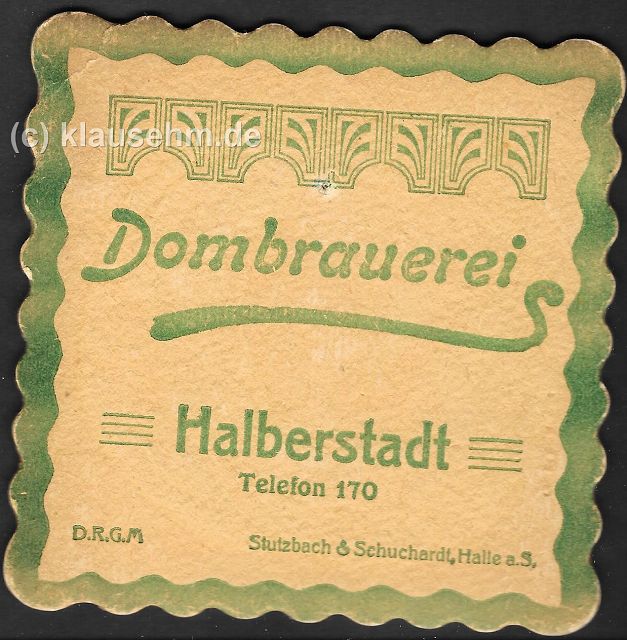 (c) klausehm.de
Dombrauerei
Halberstadt
Telefon 170
D.R.G.M
Stutzbach & Schuchardt, Halle a.S,